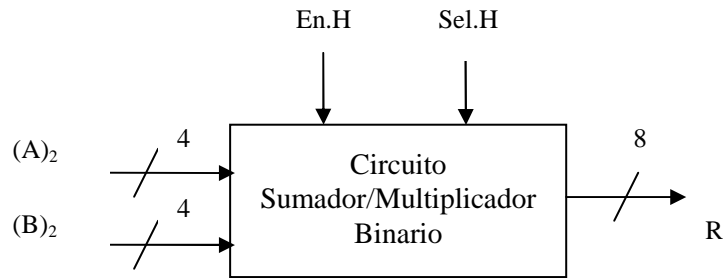 En.H Sel.H
(A)₂ 4
Circuito
Sumador/Multiplicador
Binario
8
(B)₂ 4
R